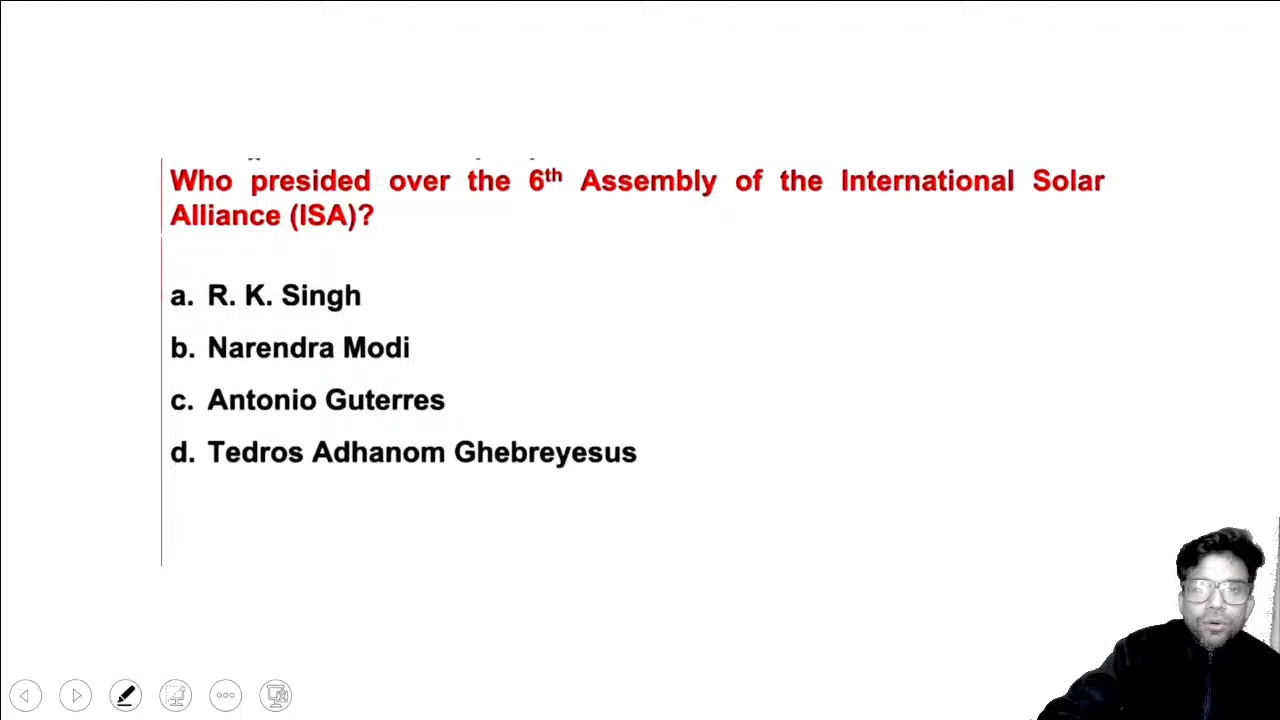 Who presided over the 6th Assembly of the International Solar
Alliance (ISA)?
a. R. K. Singh
b. Narendra Modi
c. Antonio Guterres
d. Tedros Adhanom Ghebreyesus